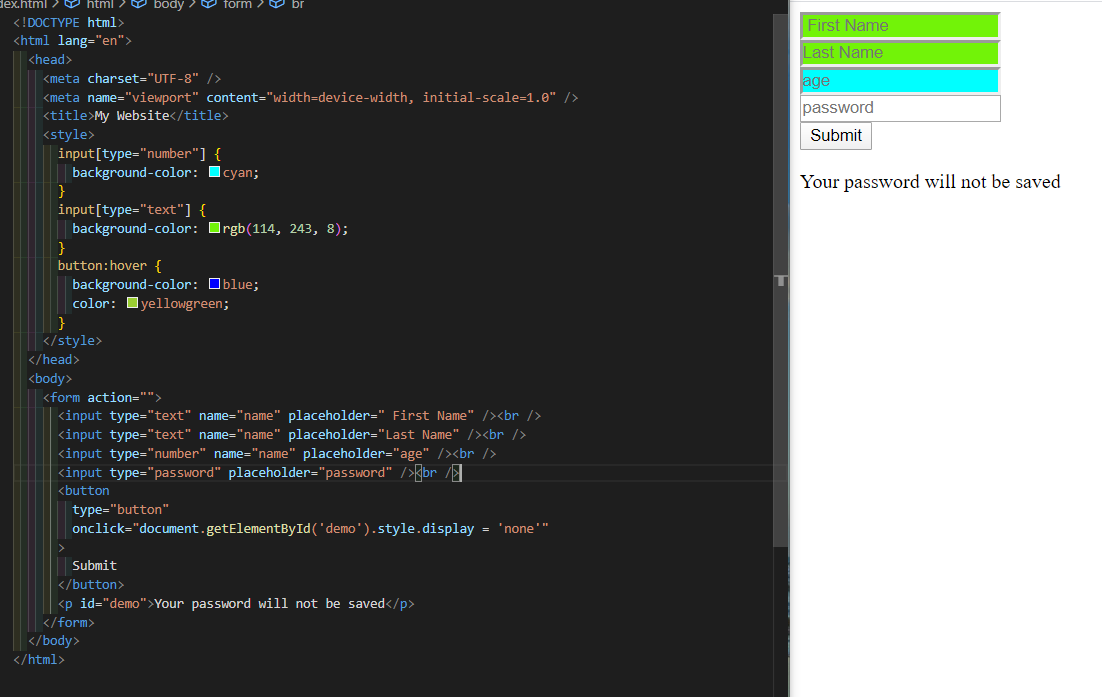 dex.html > html > body > form > br
<!DOCTYPE html>
<html lang="en">
<head>
<meta charset="UTF-8" />
<meta name="viewport" content="width=device-width, initial-scale=1.0" />
<title>My Website</title>
<style>
input[type="number"] {
background-color: cyan;
}
input[type="text"] {
background-color: rgb(114, 243, 8);
}
button:hover {
background-color: blue;
color: yellowgreen;
}
</style>
</head>
<body>
<form action="">
<input type="text" name="name" placeholder=" First Name" /><br />
<input type="text" name="name" placeholder="Last Name" /><br />
<input type="number" name="name" placeholder="age" /><br />
<input type="password" placeholder="password" /><br />
<button
type="button"
onclick="document.getElementById('demo').style.display = 'none'"
>
Submit
</button>
<p id="demo">Your password will not be saved</p>
</form>
</body>
</html>
First Name
Last Name
age
password
Submit
Your password will not be saved